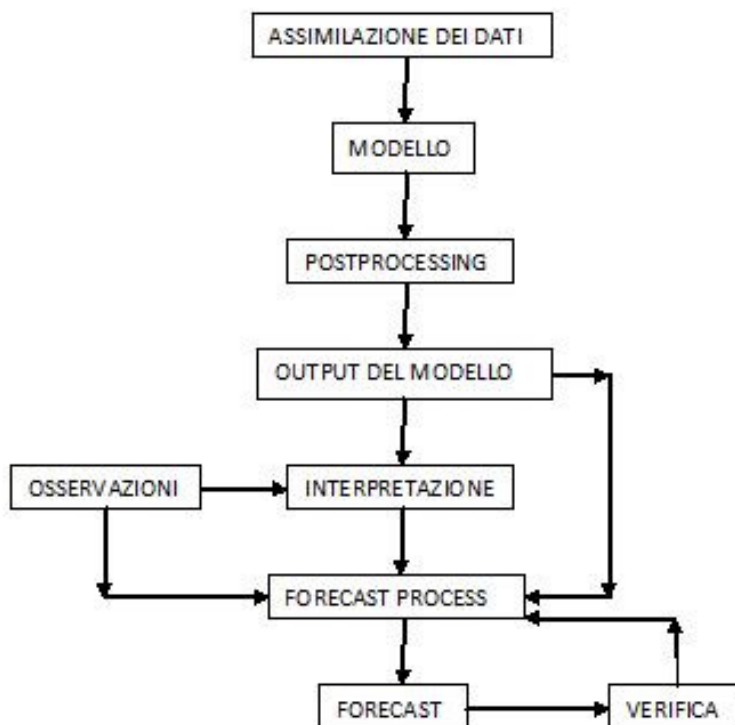 ASSIMILAZIONE DEI DATI
MODELLO
POSTPROCESSING
OUTPUT DEL MODELLO
OSSERVAZIONI
INTERPRETAZIONE
FORECAST PROCESS
FORECAST
VERIFICA